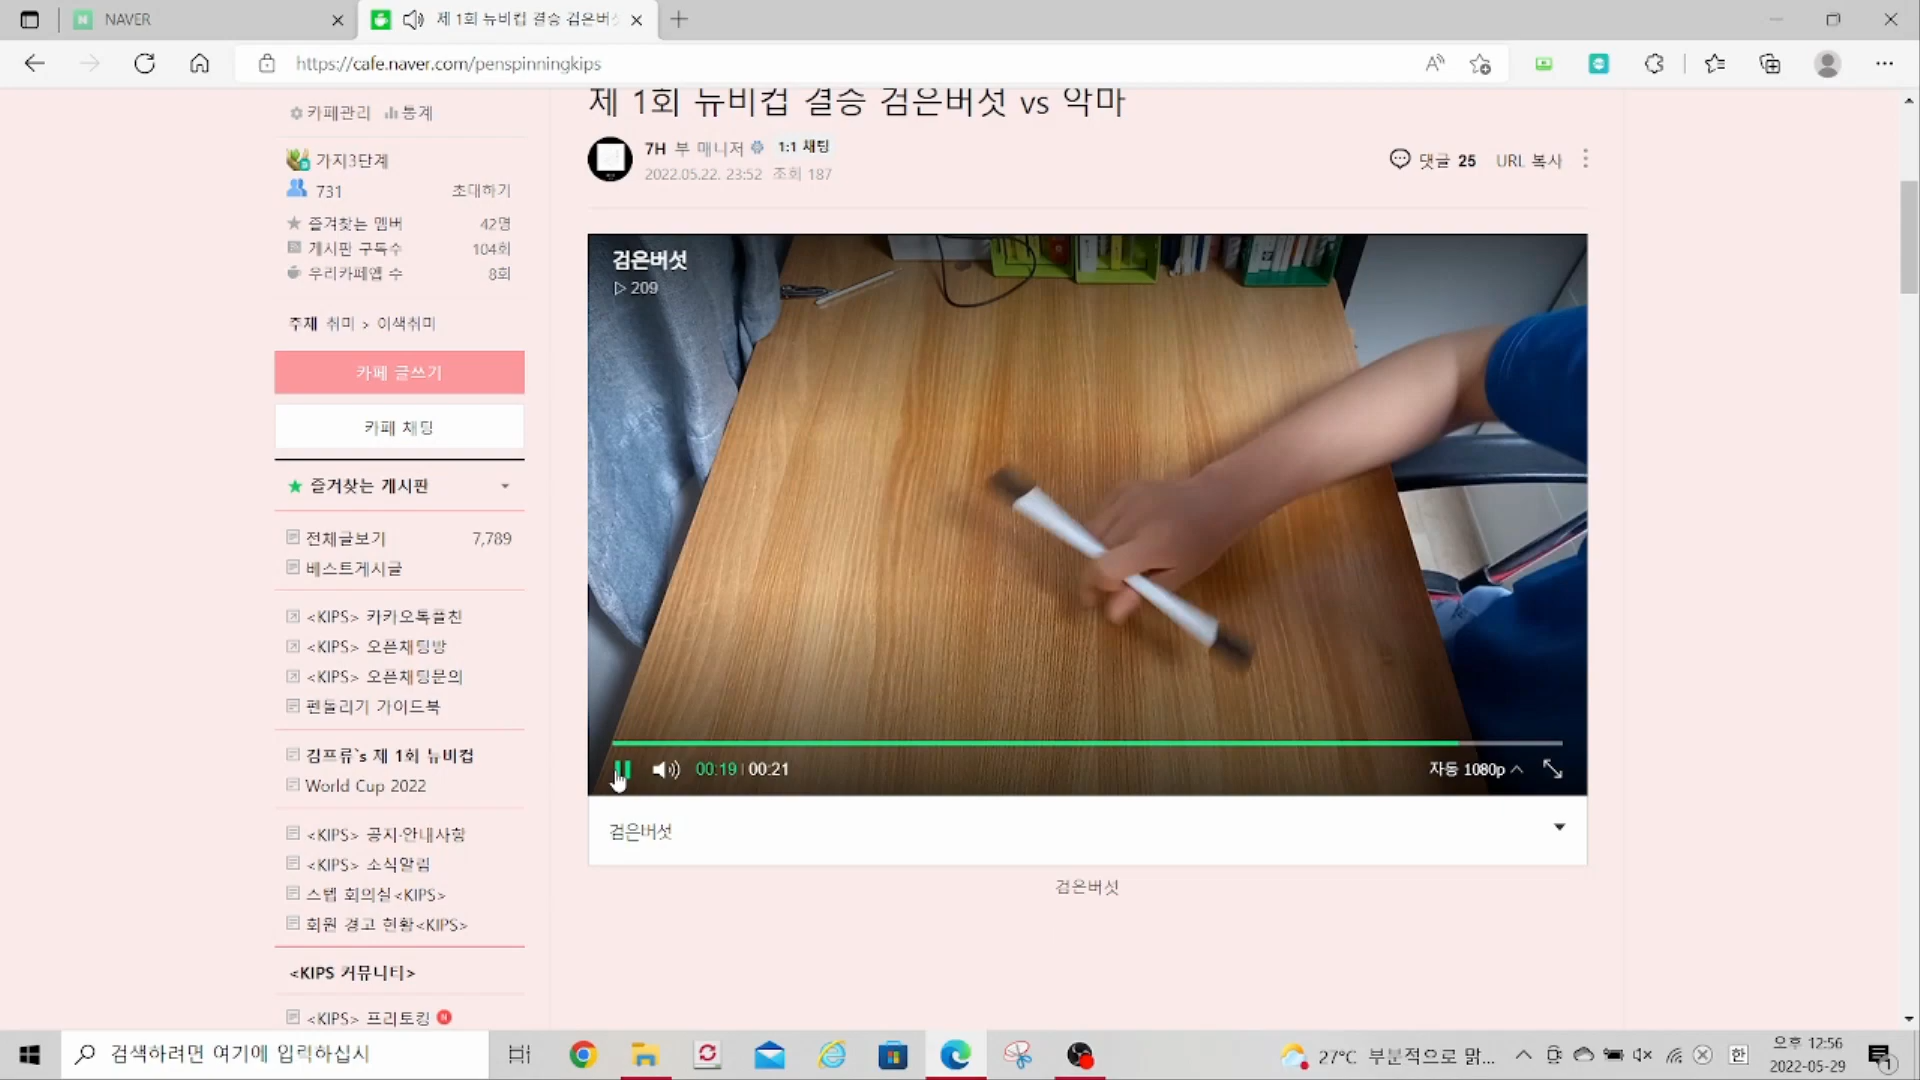 NAVER
제 1회 뉴비컵 결승 검은버섯
https://cafe.naver.com/penspinningkips
카페관리 통계
가지3단계
731 초대하기
즐겨찾는 멤버 42명
게시판 구독수 104회
우리카페앱 수 8회
주제 취미 > 이색취미
카페 글쓰기
카페 채팅
즐겨찾는 게시판
전체글보기 7,789
베스트게시글
<KIPS> 카카오톡플친
<KIPS> 오픈채팅방
<KIPS> 오픈채팅문의
펜돌리기 가이드북
김프류`s 제 1회 뉴비컵
World Cup 2022
<KIPS> 공지·안내사항
<KIPS> 소식알림
스텝 회의실<KIPS>
회원 경고 현황<KIPS>
<KIPS 커뮤니티>
<KIPS> 프리토킹 N
제 1회 뉴비컵 결승 검은버섯 vs 악마
7H 부 매니저 1:1 채팅
2022.05.22. 23:52 조회 187
댓글 25 URL 복사
검은버섯
209
00:19 00:21
자동 1080p
검은버섯
검은버섯
검색하려면 여기에 입력하십시
27°C 부분적으로 맑...
한
오후 12:56
2022-05-29
1